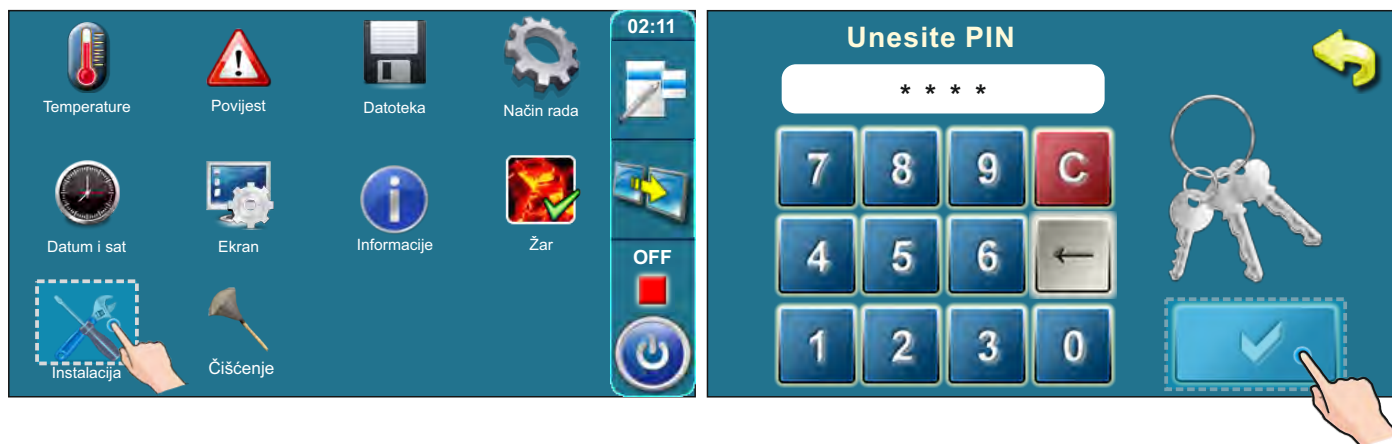 02:11
Temperature
Povijest
Datoteka
Način rada
Datum i sat
Ekran
Informacije
Žar
OFF
Instalacija
Čišćenje
Unesite PIN
* * * *
7 8 9 C
4 5 6 ←
1 2 3 0